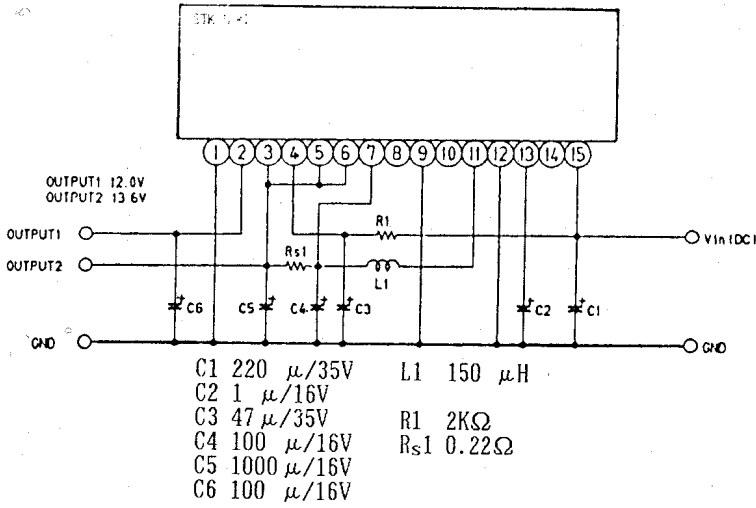 STK
1 2 3 4 5 6 7 8 9 10 11 12 13 14 15
OUTPUT1 12.0V
OUTPUT2 13.6V
OUTPUT1
R1
Vin(DC)
OUTPUT2
Rs1
L1
C6 C5 C4 C3 C2 C1
GND
GND
C1 220 μ/35V L1 150 μH
C2 1 μ/16V
C3 47 μ/35V R1 2KΩ
C4 100 μ/16V Rs1 0.22Ω
C5 1000 μ/16V
C6 100 μ/16V